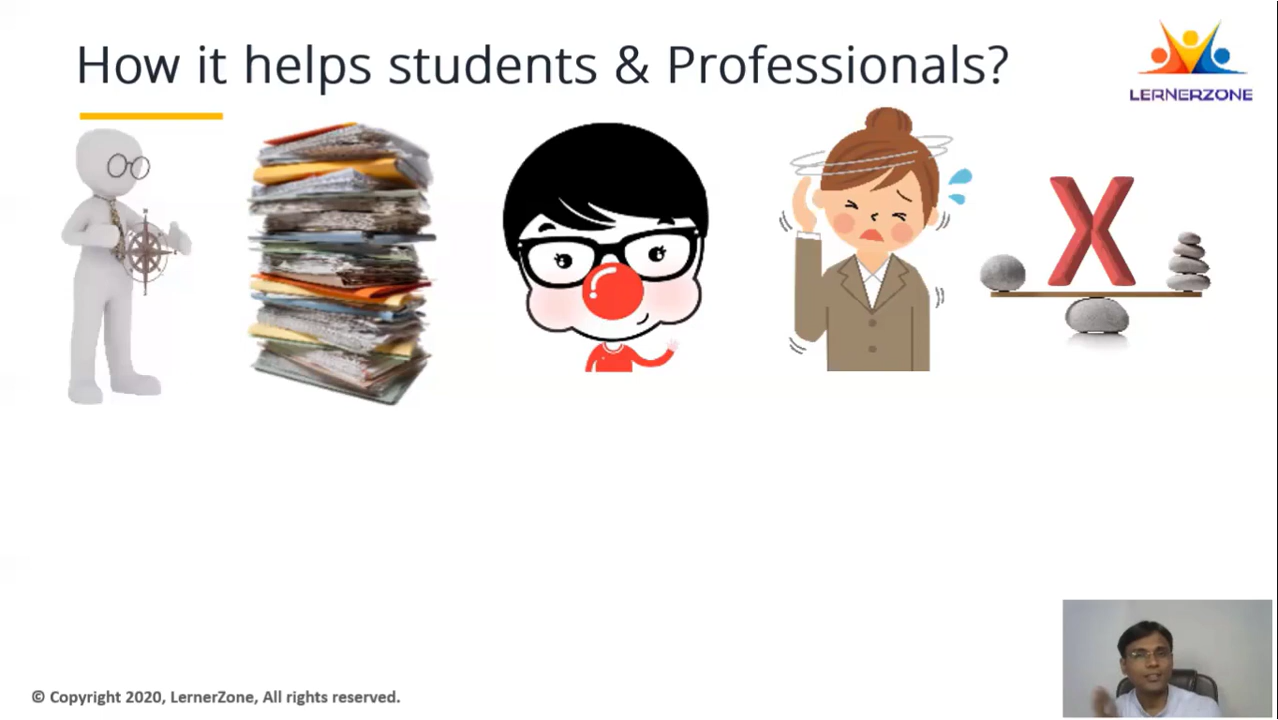 How it helps students & Professionals?
LERNERZONE
X
© Copyright 2020, LernerZone, All rights reserved.